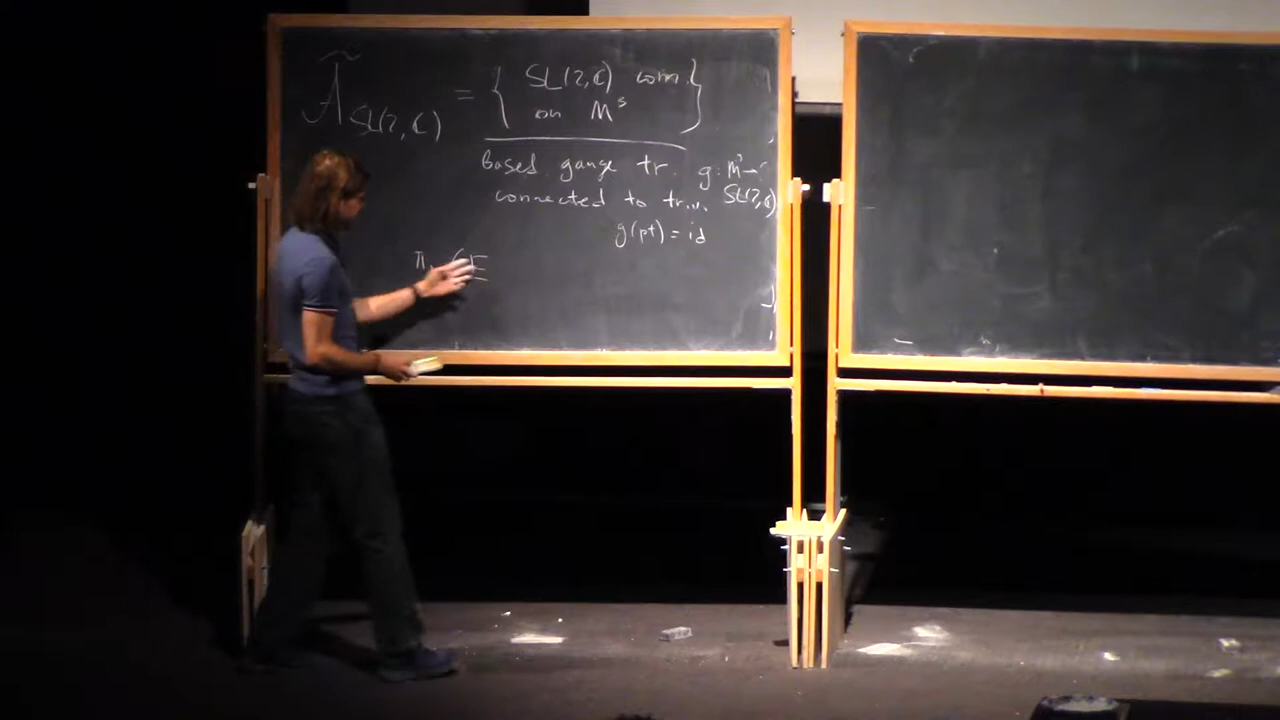 Ã_SL(2,ℂ) = { SL(2,ℂ) conn. on M³ }
based gauge tr. g: M³→ SL(2,ℂ)
connected to triv.
g(pt) = id
π